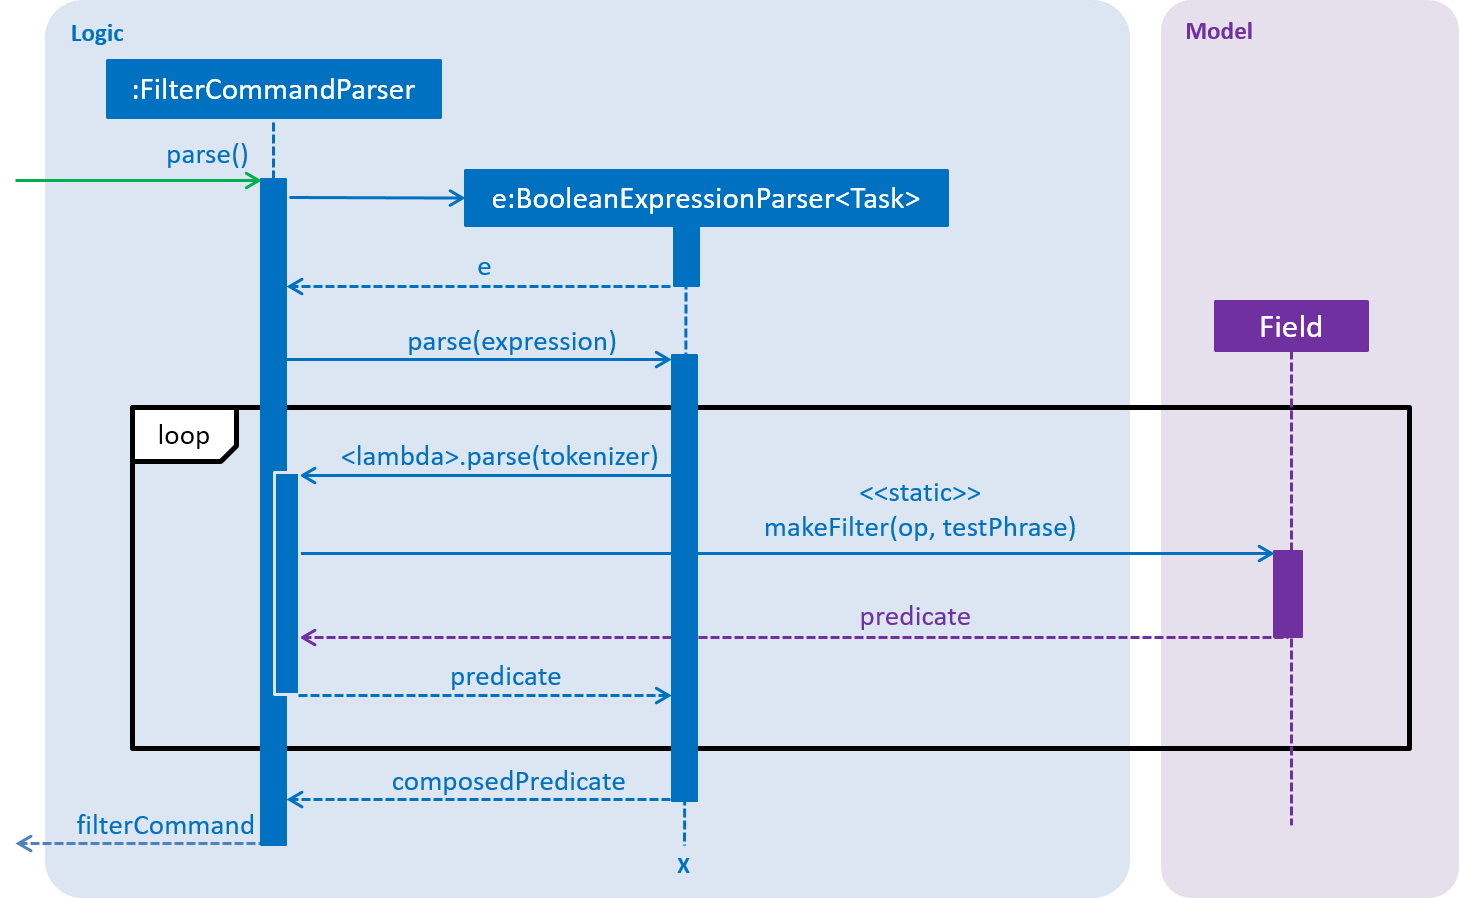 Logic
Model
:FilterCommandParser
parse()
e:BooleanExpressionParser<Task>
e
Field
parse(expression)
loop
<lambda>.parse(tokenizer)
<<static>>
makeFilter(op, testPhrase)
predicate
predicate
composedPredicate
filterCommand
X